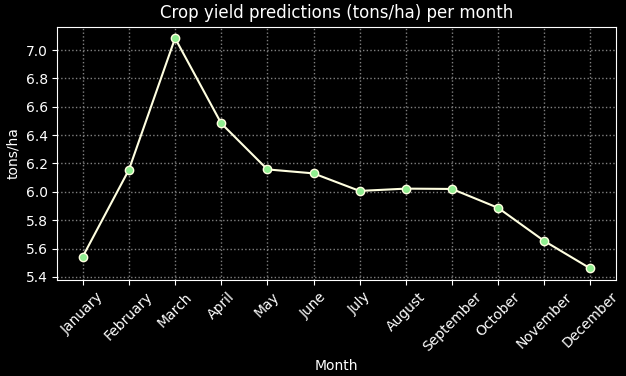 Crop yield predictions (tons/ha) per month
tons/ha
7.0
6.8
6.6
6.4
6.2
6.0
5.8
5.6
5.4
January
February
March
April
May
June
July
August
September
October
November
December
Month